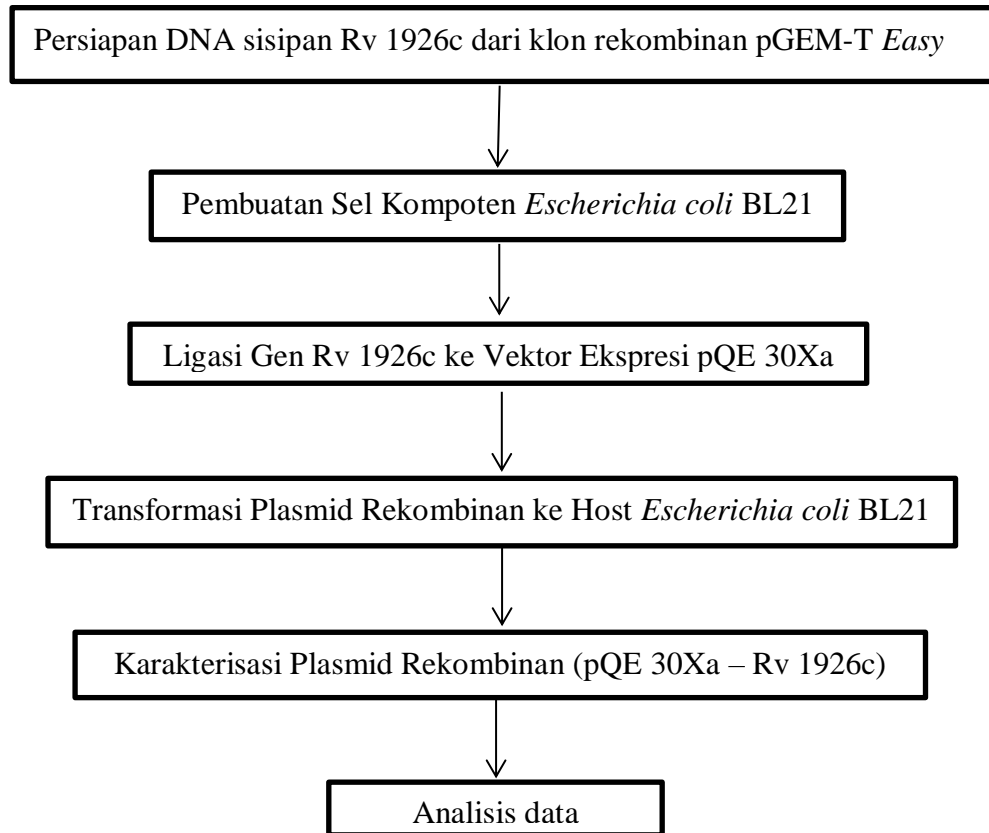 Persiapan DNA sisipan Rv 1926c dari klon rekombinan pGEM-T Easy
Pembuatan Sel Kompoten Escherichia coli BL21
Ligasi Gen Rv 1926c ke Vektor Ekspresi pQE 30Xa
Transformasi Plasmid Rekombinan ke Host Escherichia coli BL21
Karakterisasi Plasmid Rekombinan (pQE 30Xa – Rv 1926c)
Analisis data